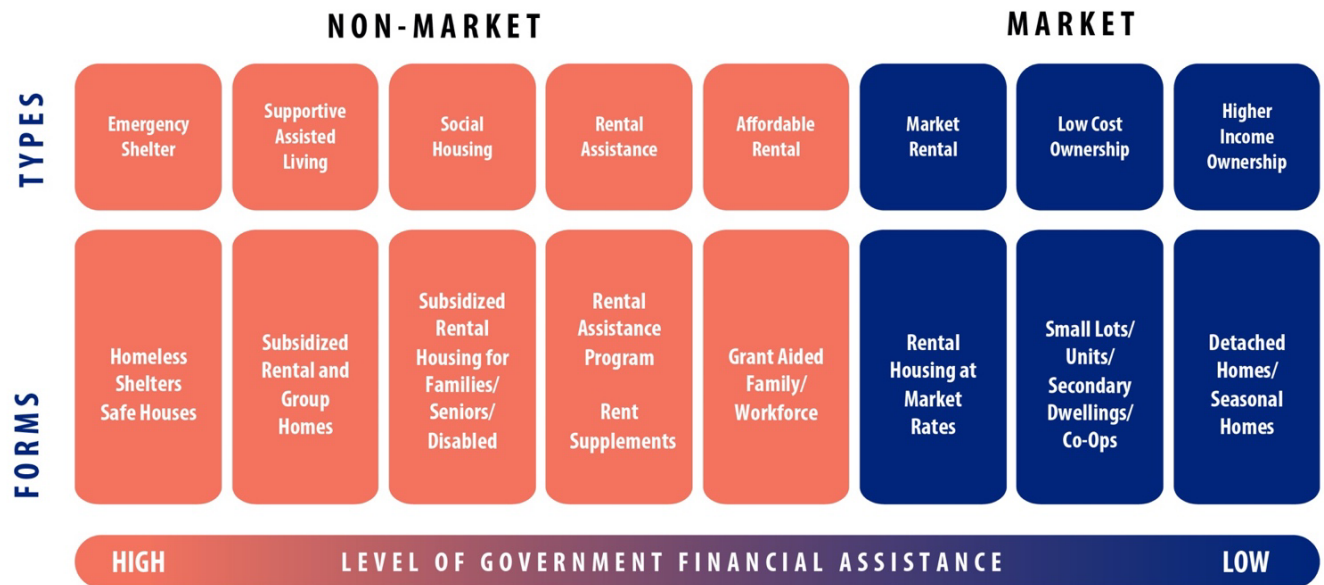 NON-MARKET
MARKET
TYPES
Emergency
Shelter
Supportive
Assisted
Living
Social
Housing
Rental
Assistance
Affordable
Rental
Market
Rental
Low Cost
Ownership
Higher
Income
Ownership
FORMS
Homeless
Shelters
Safe Houses
Subsidized
Rental and
Group
Homes
Subsidized
Rental
Housing for
Families/
Seniors/
Disabled
Rental
Assistance
Program
Rent
Supplements
Grant Aided
Family/
Workforce
Rental
Housing at
Market
Rates
Small Lots/
Units/
Secondary
Dwellings/
Co-Ops
Detached
Homes/
Seasonal
Homes
HIGH LEVEL OF GOVERNMENT FINANCIAL ASSISTANCE LOW